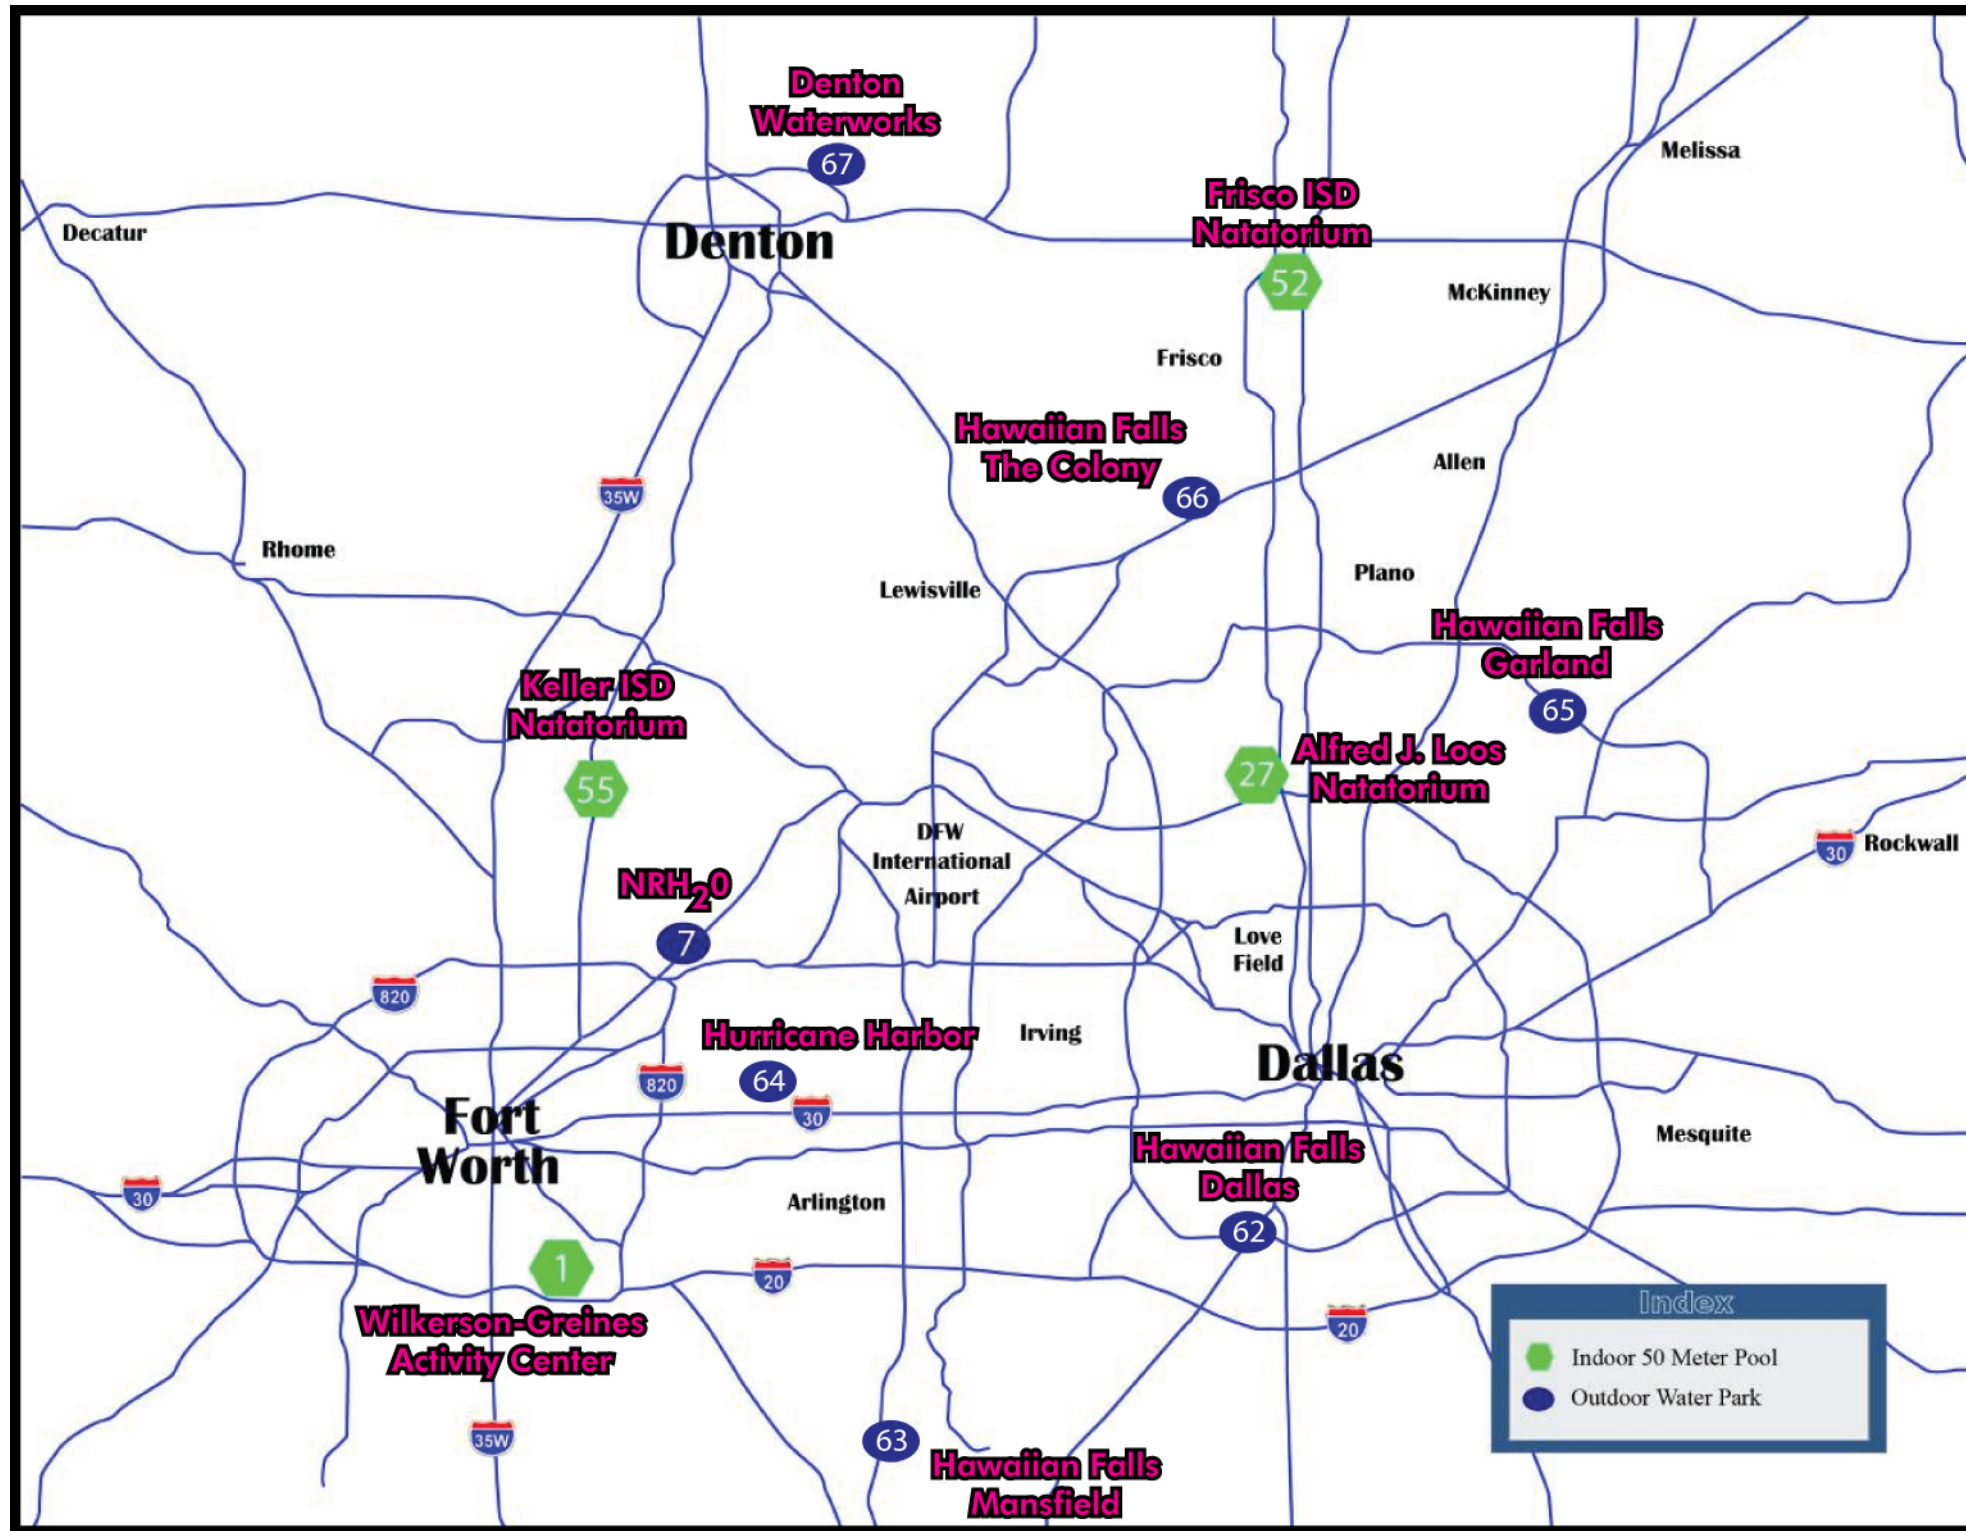 Denton
Waterworks
67
Melissa
Frisco ISD
Natatorium
Decatur
Denton
52
McKinney
Frisco
Hawaiian Falls
The Colony
Allen
66
35W
Rhome
Plano
Lewisville
Hawaiian Falls
Garland
Keller ISD
Natatorium
65
Alfred J. Loos
Natatorium
27
55
DFW
International
Airport
30
Rockwall
NRH20
7
Love
Field
820
Hurricane Harbor
Irving
64
820
Dallas
30
Fort
Worth
Mesquite
Hawaiian Falls
Dallas
30
Arlington
62
1
20
Wilkerson-Greines
Activity Center
20
Index
Indoor 50 Meter Pool
Outdoor Water Park
35W
63
Hawaiian Falls
Mansfield